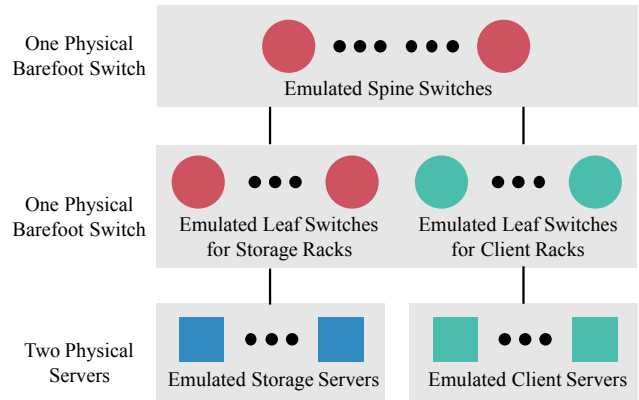 One Physical
Barefoot Switch
Emulated Spine Switches
One Physical
Barefoot Switch
Emulated Leaf Switches
for Storage Racks
Emulated Leaf Switches
for Client Racks
Two Physical
Servers
Emulated Storage Servers
Emulated Client Servers